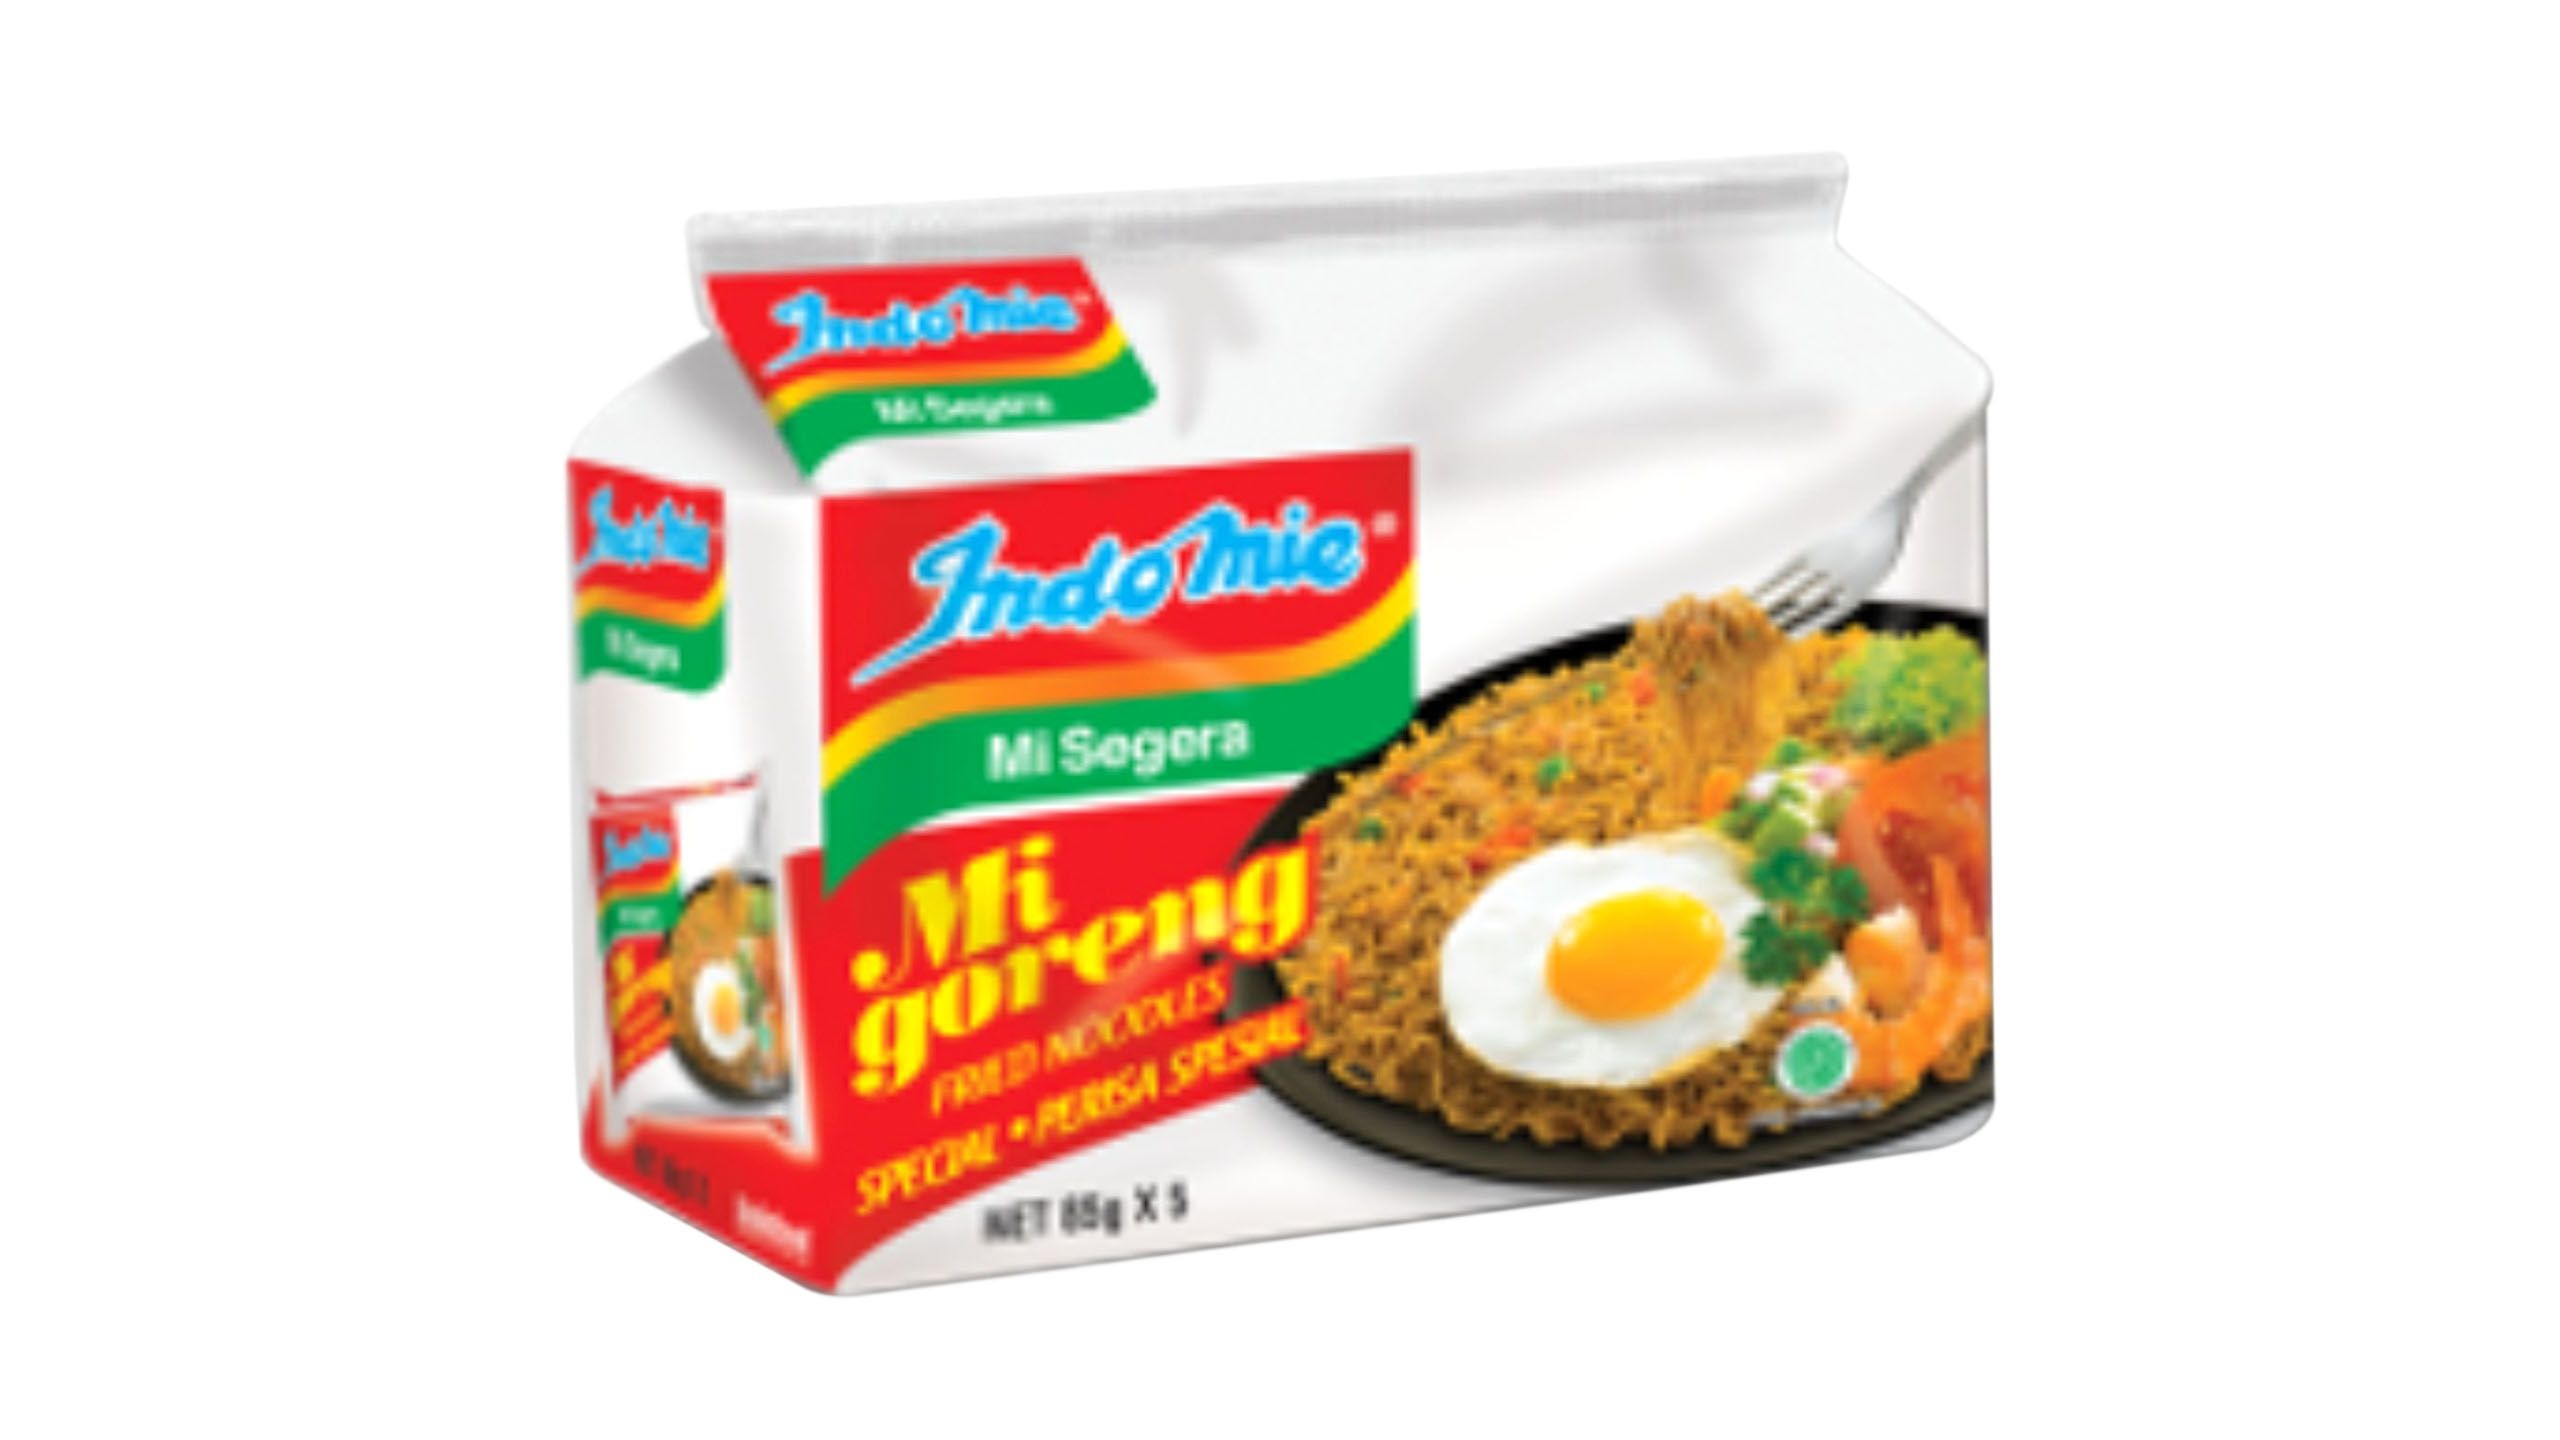 Indomie
Mi Segera
Indomie
Mi Segera
Indomie
Mi Segera
Mi
goreng
FRIED NOODLES
SPECIAL • PERISA SPESIAL
NET 85g X 5
Indomie